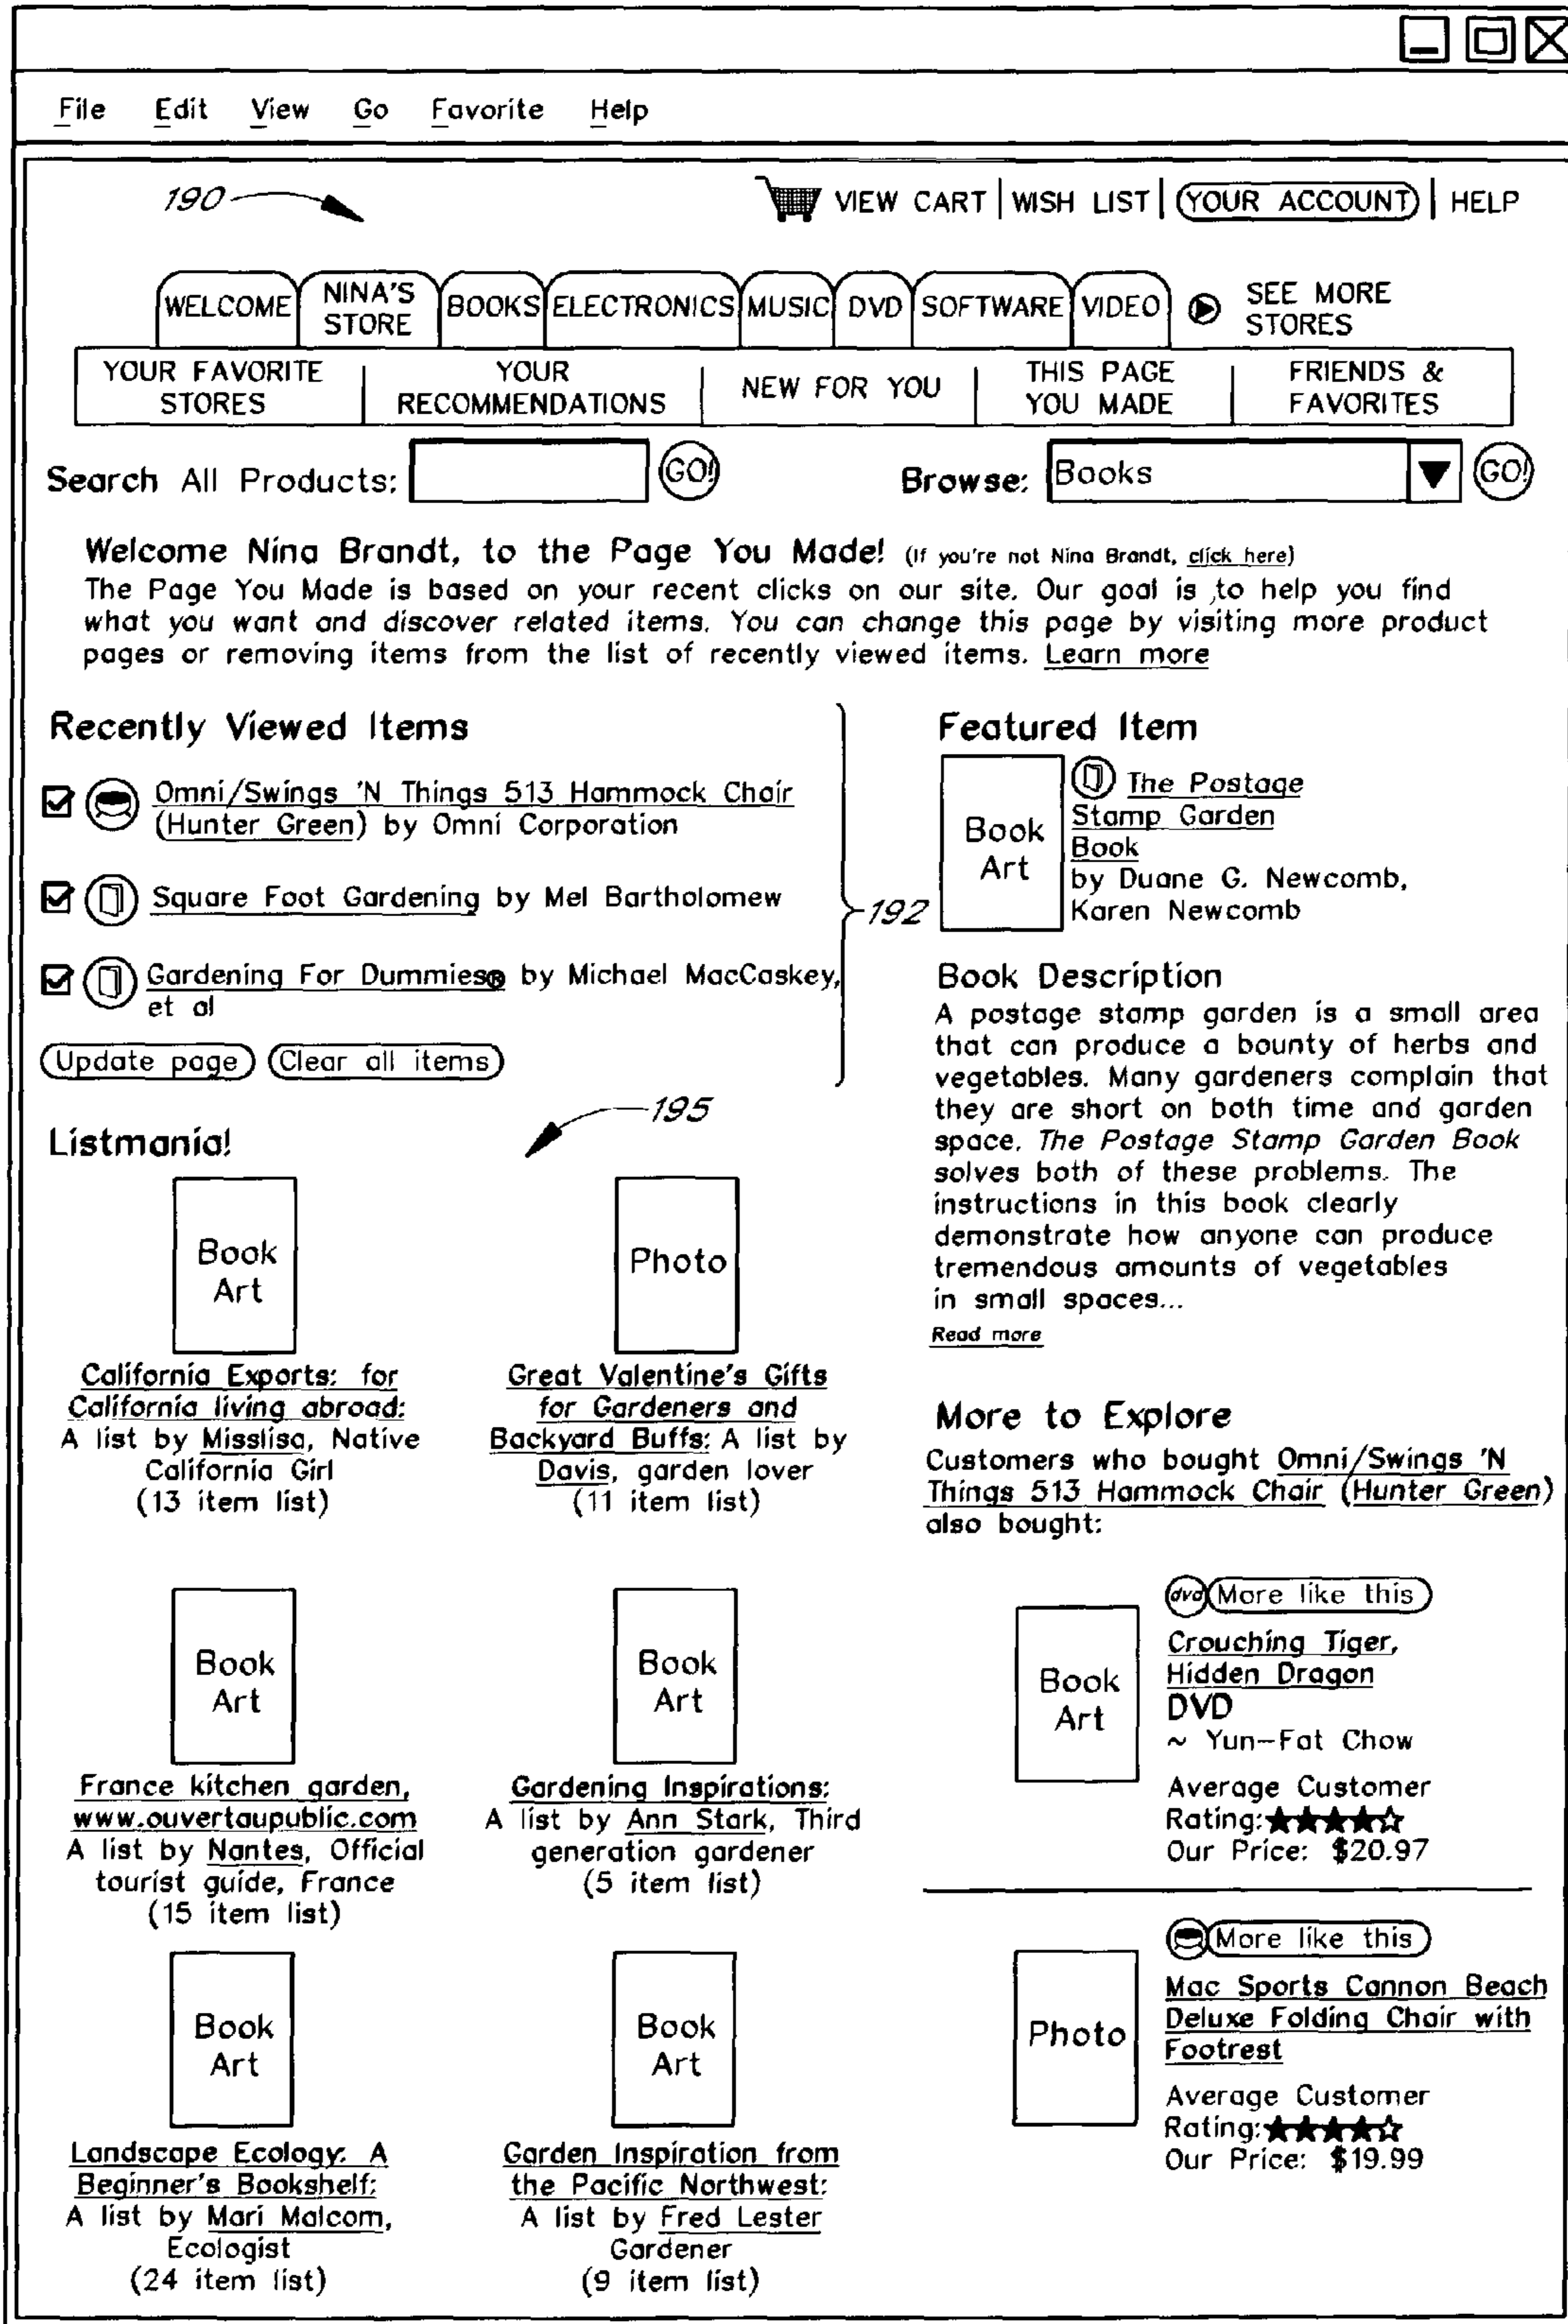 File Edit View Go Favorite Help
190
VIEW CART | WISH LIST | YOUR ACCOUNT | HELP
WELCOME
NINA'S
STORE
BOOKS
ELECTRONICS
MUSIC
DVD
SOFTWARE
VIDEO
SEE MORE
STORES
YOUR FAVORITE
STORES
YOUR
RECOMMENDATIONS
NEW FOR YOU
THIS PAGE
YOU MADE
FRIENDS &
FAVORITES
Search All Products:
GO!
Browse:
Books
GO!
Welcome Nina Brandt, to the Page You Made! (If you're not Nina Brandt, click here)
The Page You Made is based on your recent clicks on our site. Our goal is to help you find
what you want and discover related items. You can change this page by visiting more product
pages or removing items from the list of recently viewed items. Learn more
Recently Viewed Items
Omni/Swings 'N Things 513 Hammock Chair
(Hunter Green) by Omni Corporation
Square Foot Gardening by Mel Bartholomew
Gardening For Dummies® by Michael MacCaskey,
et al
Update page
Clear all items
192
195
Listmania!
Book
Art
California Exports: for
California living abroad:
A list by Misslisa, Native
California Girl
(13 item list)
Photo
Great Valentine's Gifts
for Gardeners and
Backyard Buffs: A list by
Davis, garden lover
(11 item list)
Book
Art
France kitchen garden,
www.ouvertaupublic.com
A list by Nantes, Official
tourist guide, France
(15 item list)
Book
Art
Gardening Inspirations:
A list by Ann Stark, Third
generation gardener
(5 item list)
Book
Art
Landscape Ecology: A
Beginner's Bookshelf:
A list by Mari Malcom,
Ecologist
(24 item list)
Book
Art
Garden Inspiration from
the Pacific Northwest:
A list by Fred Lester
Gardener
(9 item list)
Featured Item
Book
Art
The Postage
Stamp Garden
Book
by Duane G. Newcomb,
Karen Newcomb
Book Description
A postage stamp garden is a small area
that can produce a bounty of herbs and
vegetables. Many gardeners complain that
they are short on both time and garden
space. The Postage Stamp Garden Book
solves both of these problems. The
instructions in this book clearly
demonstrate how anyone can produce
tremendous amounts of vegetables
in small spaces...
Read more
More to Explore
Customers who bought Omni/Swings 'N
Things 513 Hammock Chair (Hunter Green)
also bought:
Book
Art
dvd More like this
Crouching Tiger,
Hidden Dragon
DVD
~ Yun-Fat Chow
Average Customer
Rating:★★★★☆
Our Price: $20.97
Photo
More like this
Mac Sports Cannon Beach
Deluxe Folding Chair with
Footrest
Average Customer
Rating:★★★★☆
Our Price: $19.99